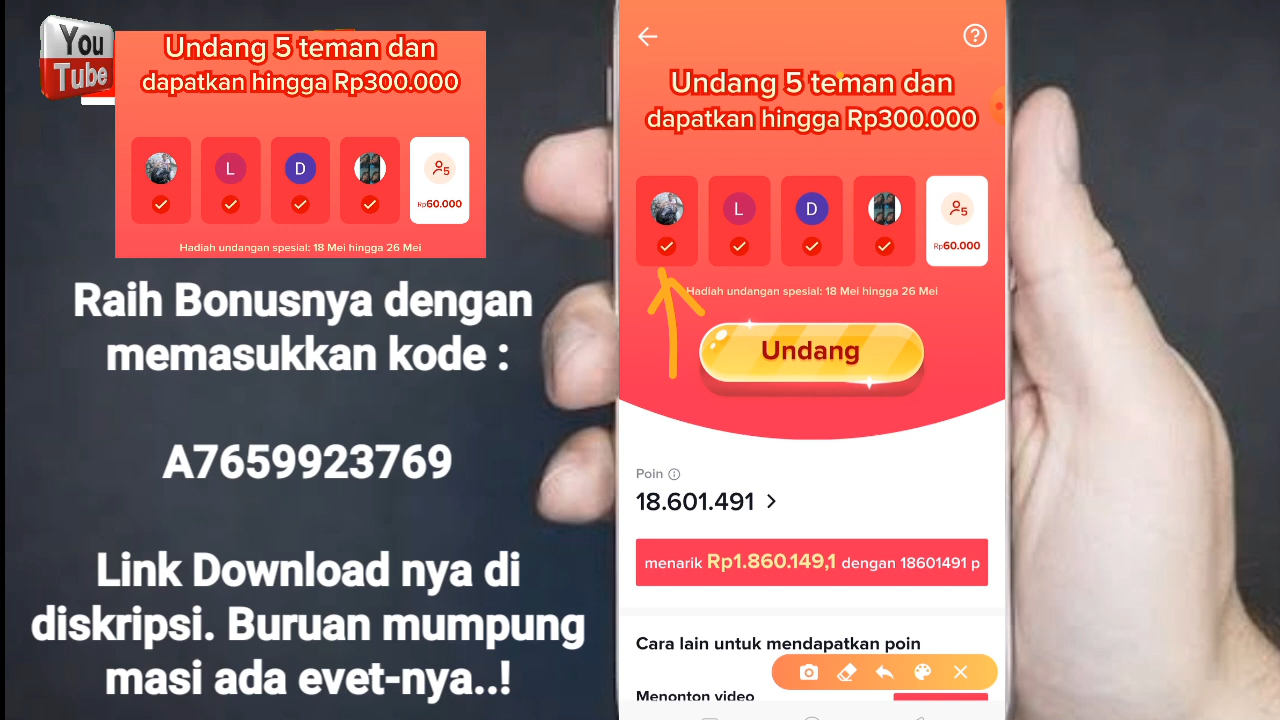 You
Tube
Undang 5 teman dan
dapatkan hingga Rp300.000
L
D
5
Rp60.000
Hadiah undangan spesial: 18 Mei hingga 26 Mei
Raih Bonusnya dengan
memasukkan kode :
A7659923769
Link Download nya di
diskripsi. Buruan mumpung
masi ada evet-nya..!
Undang 5 teman dan
dapatkan hingga Rp300.000
L
D
5
Rp60.000
Hadiah undangan spesial: 18 Mei hingga 26 Mei
Undang
Poin
18.601.491
menarik Rp1.860.149,1 dengan 18601491 p
Cara lain untuk mendapatkan poin
Menonton video